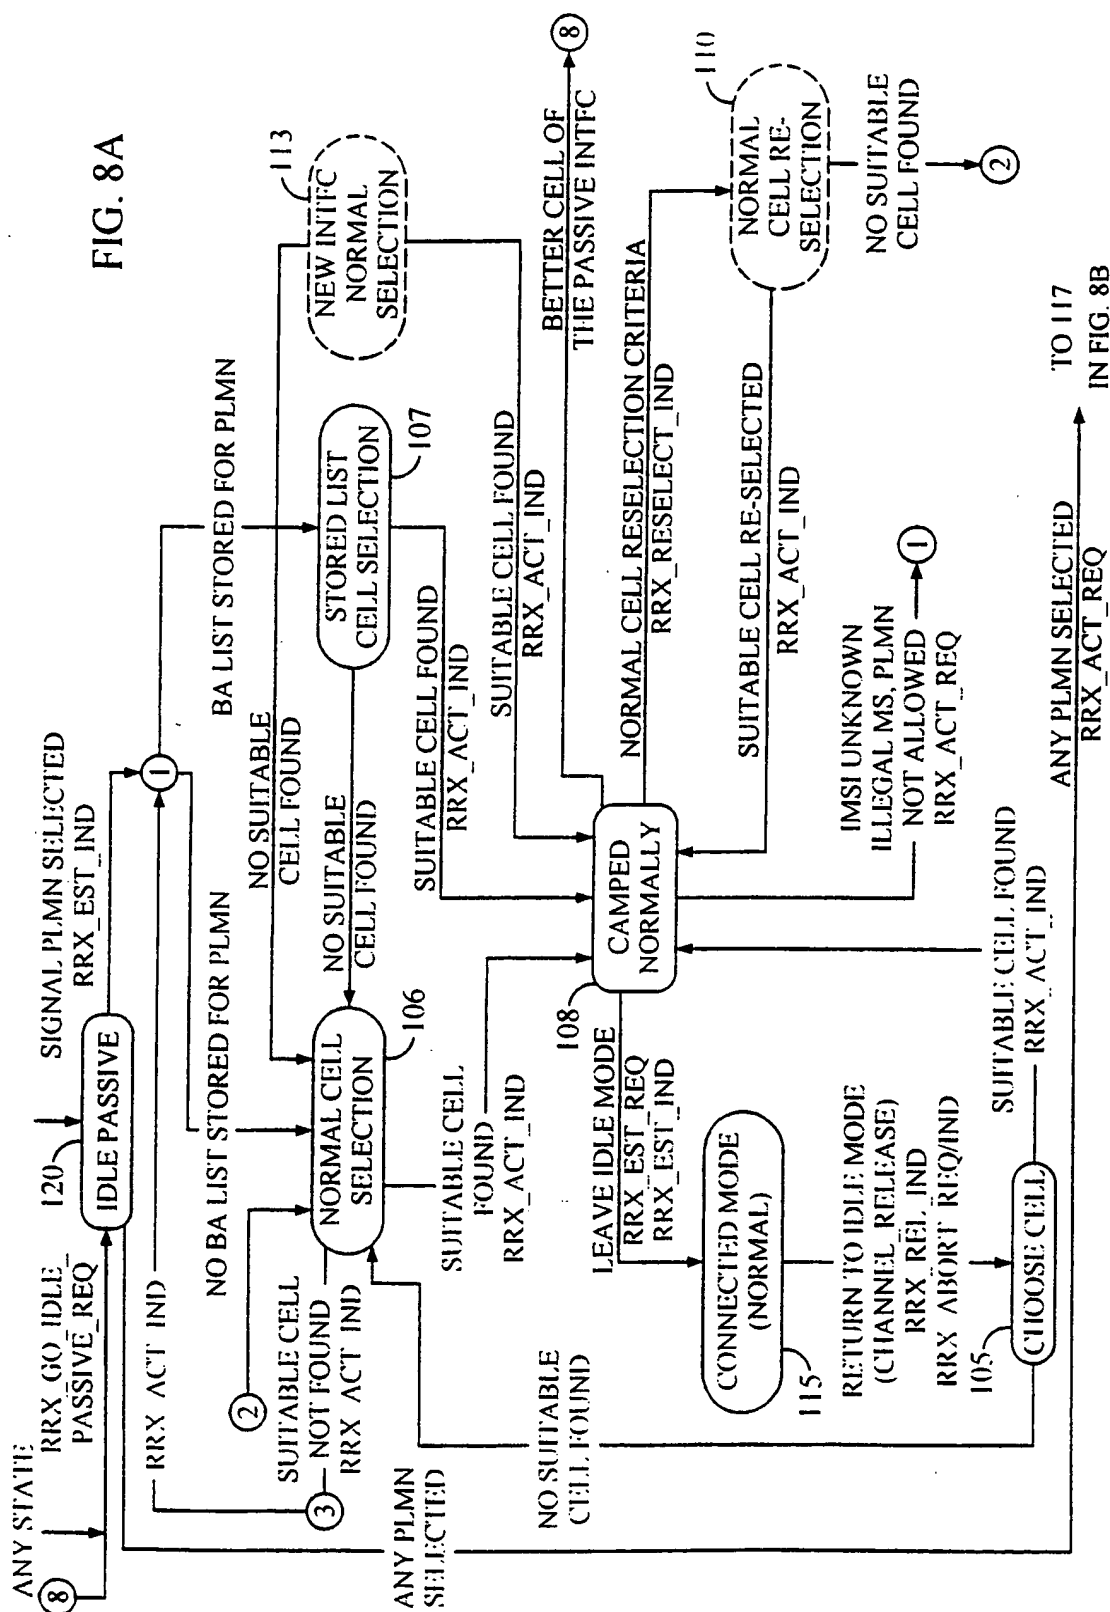 FIG. 8A
ANY STATE
8
RRX_GO_IDLE_
PASSIVE_REQ
120
IDLE PASSIVE
SIGNAL PLMN SELECTED
RRX_EST_IND
RRX_ACT_IND
1
NO BA LIST STORED FOR PLMN
BA LIST STORED FOR PLMN
NO SUITABLE
CELL FOUND
113
NEW INTFC
NORMAL
SELECTION
2
SUITABLE CELL
NOT FOUND
RRX_ACT_IND
3
NORMAL CELL
SELECTION
106
NO SUITABLE
CELL FOUND
STORED LIST
CELL SELECTION
107
ANY PLMN
SELECTED
SUITABLE CELL
FOUND
RRX_ACT_IND
SUITABLE CELL FOUND
RRX_ACT_IND
SUITABLE CELL FOUND
RRX_ACT_IND
8
BETTER CELL OF
THE PASSIVE INTFC
NO SUITABLE
CELL FOUND
108
CAMPED
NORMALLY
LEAVE IDLE MODE
RRX_EST_REQ
RRX_EST_IND
NORMAL CELL RESELECTION CRITERIA
RRX_RESELECT_IND
110
NORMAL
CELL RE-
SELECTION
CONNECTED MODE
(NORMAL)
115
SUITABLE CELL RE-SELECTED
RRX_ACT_IND
NO SUITABLE
CELL FOUND
2
RETURN TO IDLE MODE
(CHANNEL_RELEASE)
RRX_REL_IND
RRX_ABORT_REQ/IND
IMSI UNKNOWN
ILLEGAL MS, PLMN
NOT ALLOWED
RRX_ACT_REQ
1
105
CHOOSE CELL
SUITABLE CELL FOUND
RRX_ACT_IND
ANY PLMN SELECTED
RRX_ACT_REQ
TO 117
IN FIG. 8B